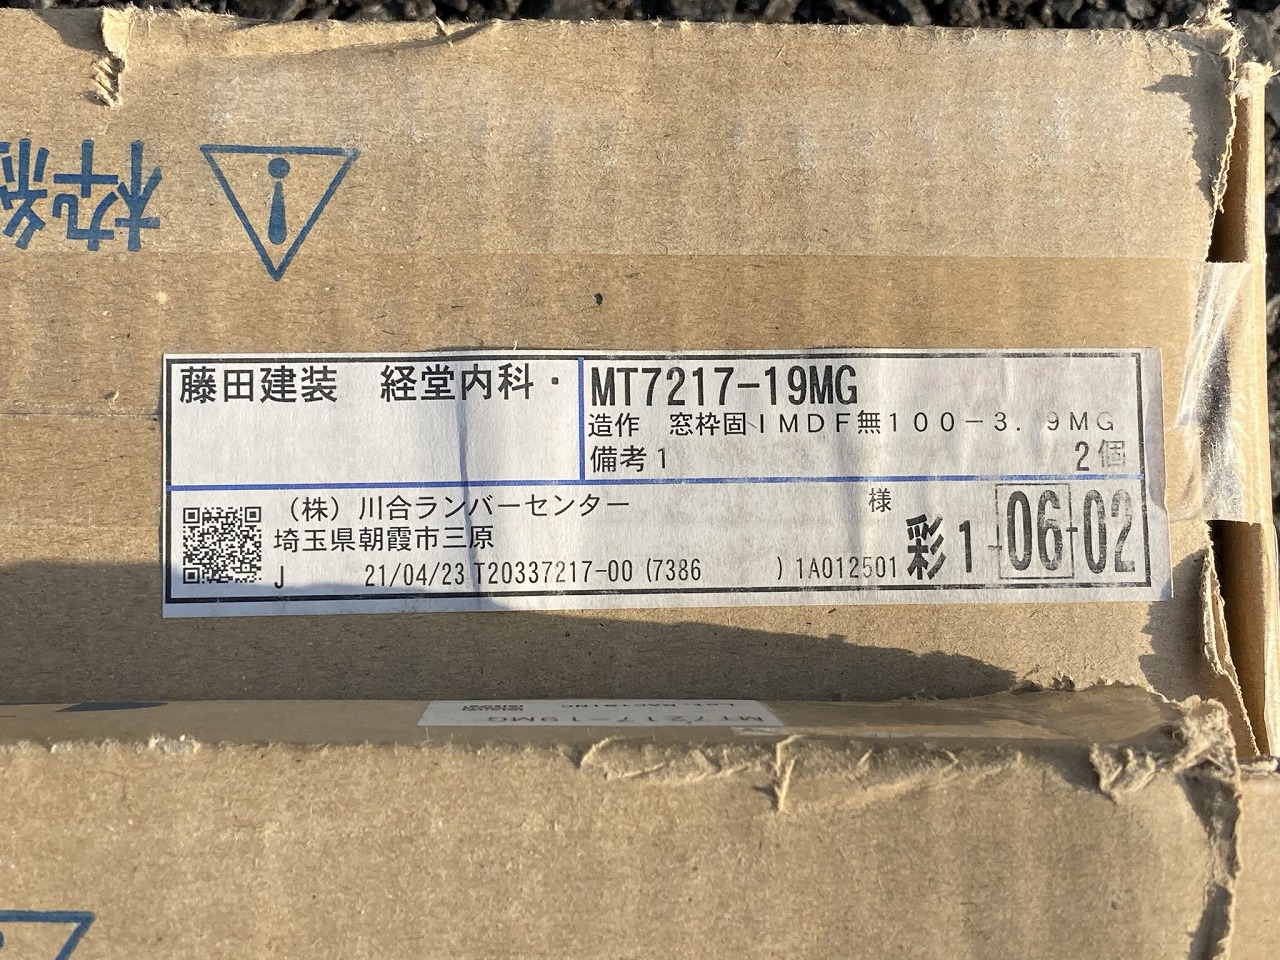 枠
藤田建装　経堂内科・
MT7217-19MG
造作　窓枠固ＩＭＤＦ無１００－３．９ＭＧ
備考１
2個
（株）川合ランバーセンター 様
埼玉県朝霞市三原
J 21/04/23 T20337217-00 (7386 ) 1A012501
彩1-06-02
MT7217-19MG